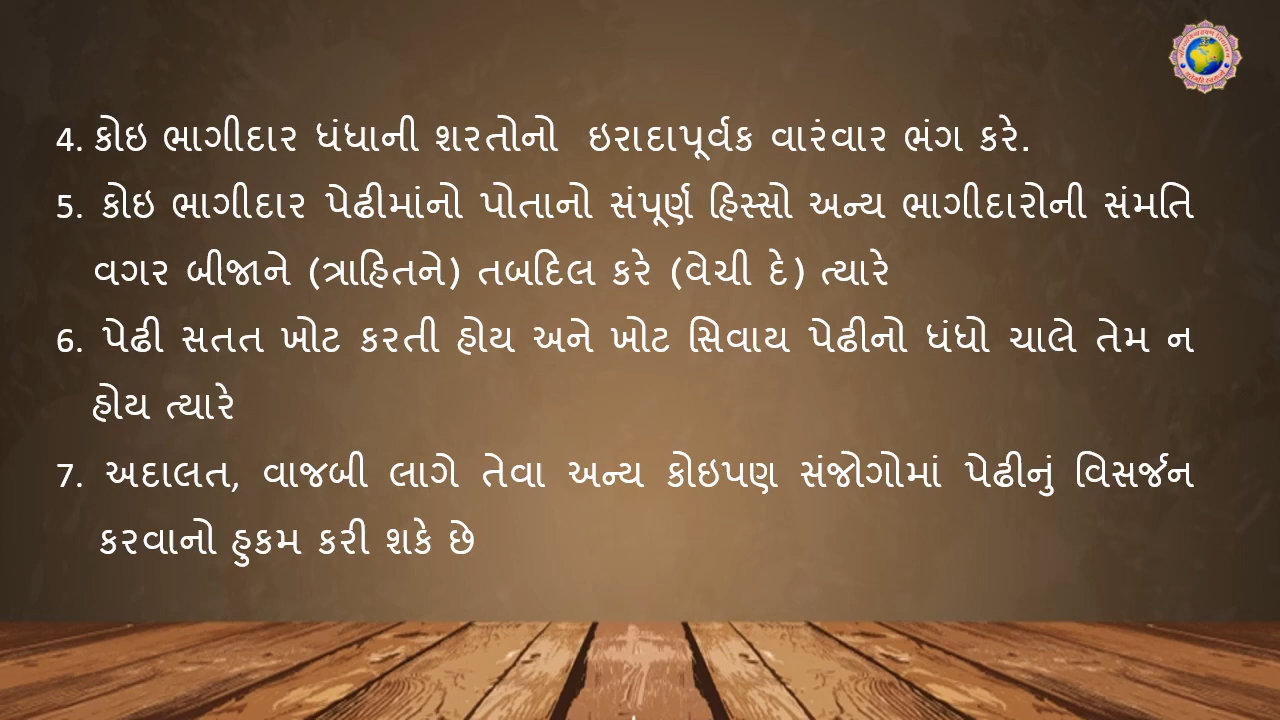 4. કોઇ ભાગીદાર ધંધાની શરતોનો  ઇરાદાપૂર્વક વારંવાર ભંગ કરે.
5. કોઇ ભાગીદાર પેઢીમાંનો પોતાનો સંપૂર્ણ હિસ્સો અન્ય ભાગીદારોની સંમતિ
વગર બીજાને (ત્રાહિતને) તબદિલ કરે (વેચી દે) ત્યારે
6. પેઢી સતત ખોટ કરતી હોય અને ખોટ સિવાય પેઢીનો ધંધો ચાલે તેમ ન
હોય ત્યારે
7. અદાલત, વાજબી લાગે તેવા અન્ય કોઇપણ સંજોગોમાં પેઢીનું વિસર્જન
કરવાનો હુકમ કરી શકે છે